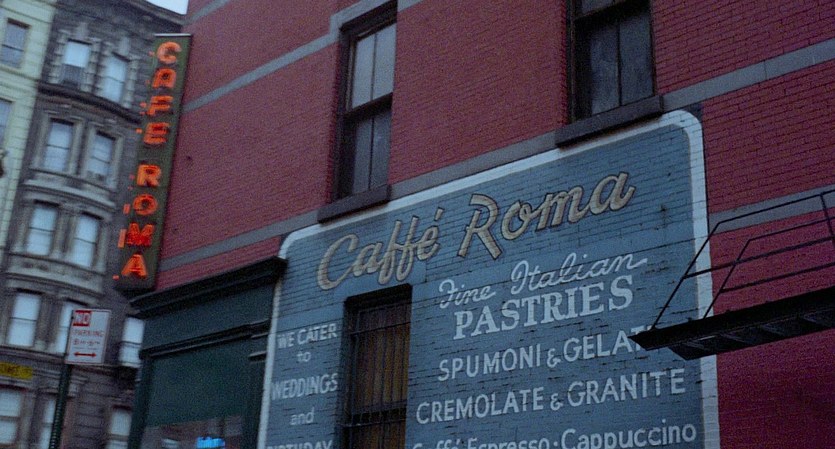 CAFE ROMA
Caffé Roma
Fine Italian
PASTRIES
SPUMONI & GELAT
CREMOLATE & GRANITE
Caffé Espresso · Cappuccino
WE CATER
to
WEDDINGS
and
BIRTHDAY
NO
PARKING